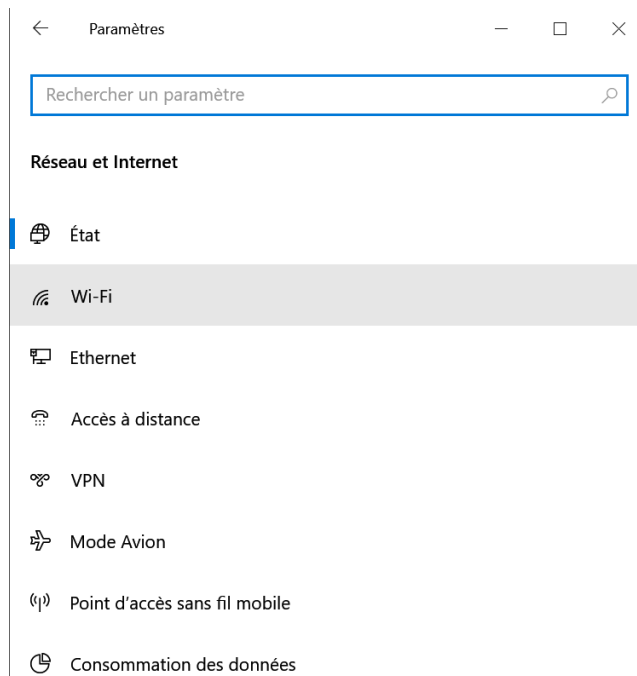 Paramètres
Rechercher un paramètre
Réseau et Internet
État
Wi-Fi
Ethernet
Accès à distance
VPN
Mode Avion
Point d'accès sans fil mobile
Consommation des données